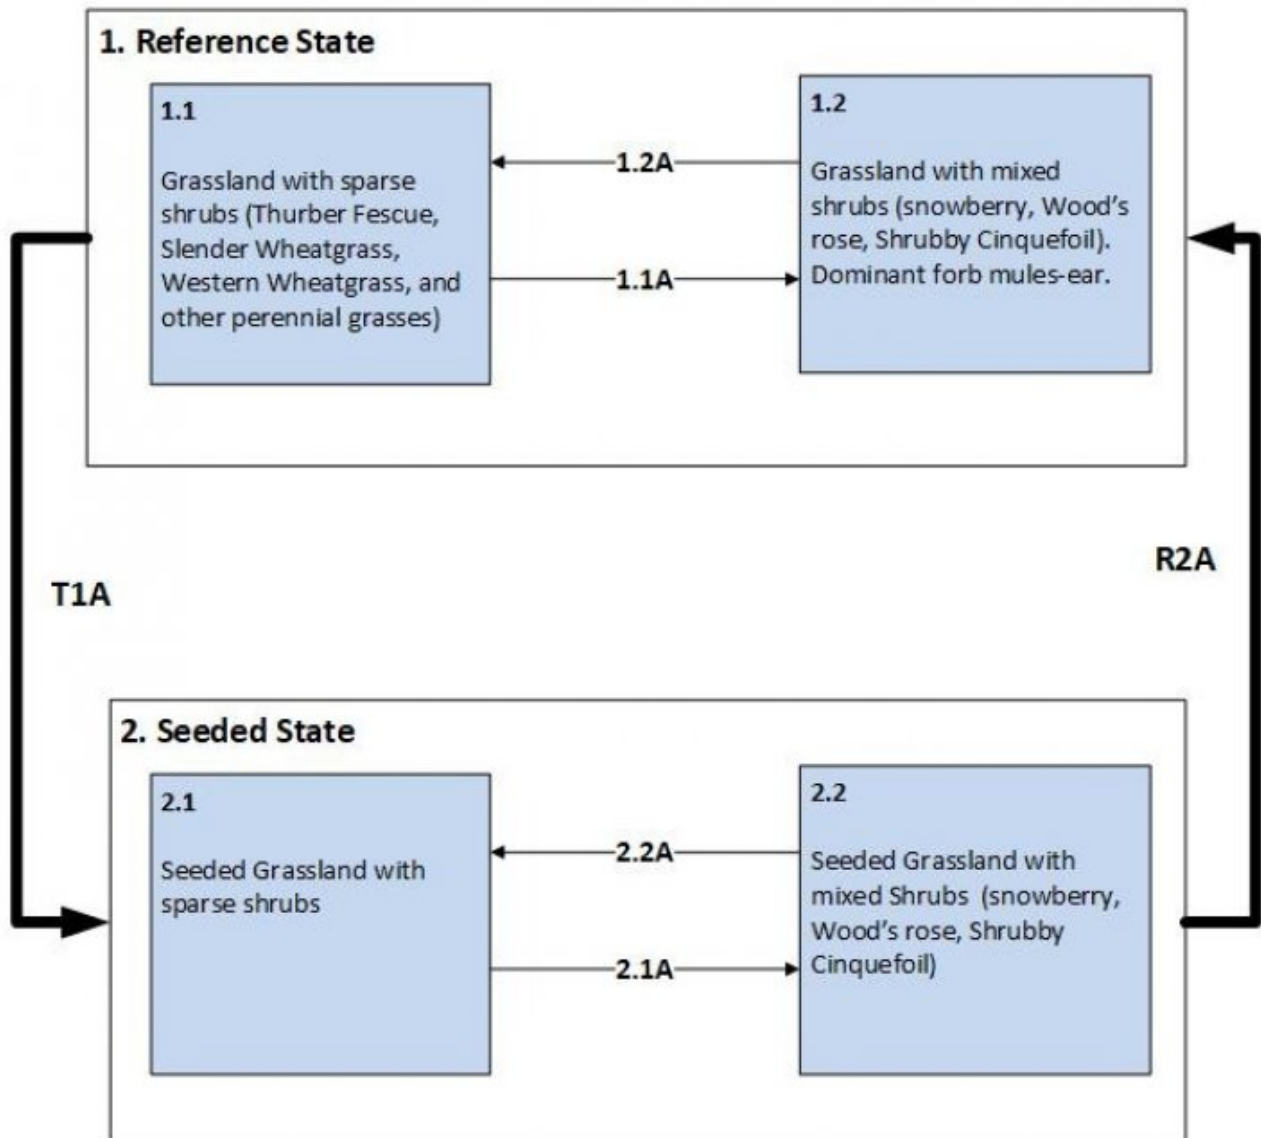 1. Reference State
1.1
Grassland with sparse
shrubs (Thurber Fescue,
Slender Wheatgrass,
Western Wheatgrass, and
other perennial grasses)
1.2A
1.1A
1.2
Grassland with mixed
shrubs (snowberry, Wood's
rose, Shrubby Cinquefoil).
Dominant forb mules-ear.
T1A
R2A
2. Seeded State
2.1
Seeded Grassland with
sparse shrubs
2.2A
2.1A
2.2
Seeded Grassland with
mixed Shrubs (snowberry,
Wood's rose, Shrubby
Cinquefoil)